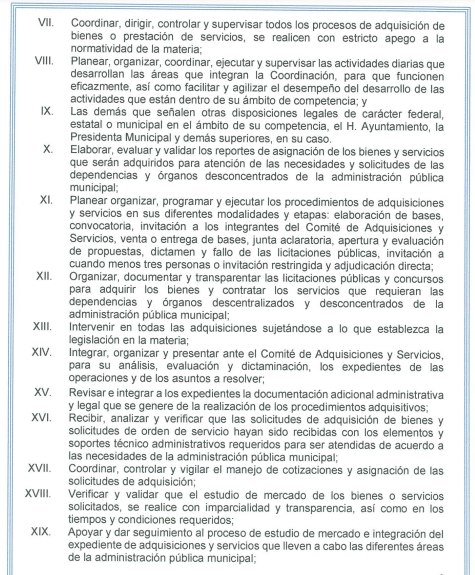 VII. Coordinar, dirigir, controlar y supervisar todos los procesos de adquisición de
bienes o prestación de servicios, se realicen con estricto apego a la
normatividad de la materia;
VIII. Planear, organizar, coordinar, ejecutar y supervisar las actividades diarias que
desarrollan las áreas que integran la Coordinación, para que funcionen
eficazmente, así como facilitar y agilizar el desempeño del desarrollo de las
actividades que están dentro de su ámbito de competencia; y
IX. Las demás que señalen otras disposiciones legales de carácter federal,
estatal o municipal en el ámbito de su competencia, el H. Ayuntamiento, la
Presidenta Municipal y demás superiores, en su caso.
X. Elaborar, evaluar y validar los reportes de asignación de los bienes y servicios
que serán adquiridos para atención de las necesidades y solicitudes de las
dependencias y órganos desconcentrados de la administración pública
municipal;
XI. Planear organizar, programar y ejecutar los procedimientos de adquisiciones
y servicios en sus diferentes modalidades y etapas: elaboración de bases,
convocatoria, invitación a los integrantes del Comité de Adquisiciones y
Servicios, venta o entrega de bases, junta aclaratoria, apertura y evaluación
de propuestas, dictamen y fallo de las licitaciones públicas, invitación a
cuando menos tres personas o invitación restringida y adjudicación directa;
XII. Organizar, documentar y transparentar las licitaciones públicas y concursos
para adquirir los bienes y contratar los servicios que requieran las
dependencias y órganos descentralizados y desconcentrados de la
administración pública municipal;
XIII. Intervenir en todas las adquisiciones sujetándose a lo que establezca la
legislación en la materia;
XIV. Integrar, organizar y presentar ante el Comité de Adquisiciones y Servicios,
para su análisis, evaluación y dictaminación, los expedientes de las
operaciones y de los asuntos a resolver;
XV. Revisar e integrar a los expedientes la documentación adicional administrativa
y legal que se genere de la realización de los procedimientos adquisitivos;
XVI. Recibir, analizar y verificar que las solicitudes de adquisición de bienes y
solicitudes de orden de servicio hayan sido recibidas con los elementos y
soportes técnico administrativos requeridos para ser atendidas de acuerdo a
las necesidades de la administración pública municipal;
XVII. Coordinar, controlar y vigilar el manejo de cotizaciones y asignación de las
solicitudes de adquisición;
XVIII. Verificar y validar que el estudio de mercado de los bienes o servicios
solicitados, se realice con imparcialidad y transparencia, así como en los
tiempos y condiciones requeridos;
XIX. Apoyar y dar seguimiento al proceso de estudio de mercado e integración del
expediente de adquisiciones y servicios que lleven a cabo las diferentes áreas
de la administración pública municipal;